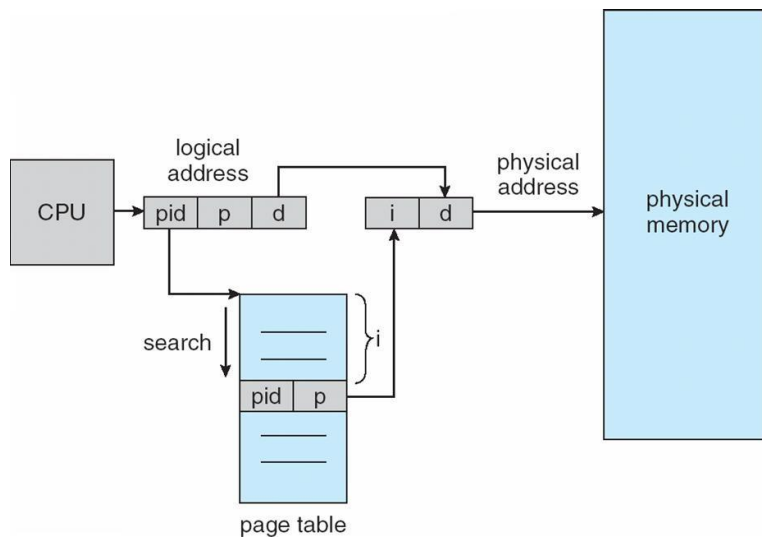 logical
address
physical
address
CPU
pid p d
i d
physical
memory
search
i
pid p
page table